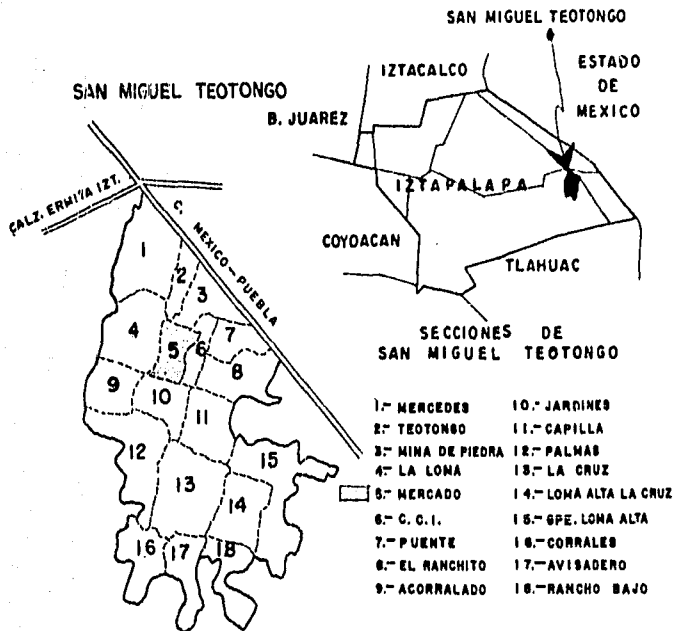 SAN MIGUEL TEOTONGO
ESTADO
DE
MEXICO
IZTACALCO
B. JUAREZ
IZTAPALAPA
COYOACAN
TLAHUAC
SAN MIGUEL TEOTONGO
CALZ. ERMITA IZT.
C. MEXICO-PUEBLA
1
2
3
4
5
6
7
8
9
10
11
12
13
14
15
16
17
18
SECCIONES DE
SAN MIGUEL TEOTONGO
1.- MERCEDES
2.- TEOTONGO
3.- MINA DE PIEDRA
4.- LA LOMA
5.- MERCADO
6.- C.C.I.
7.- PUENTE
8.- EL RANCHITO
9.- ACORRALADO
10.- JARDINES
11.- CAPILLA
12.- PALMAS
13.- LA CRUZ
14.- LOMA ALTA LA CRUZ
15.- GPE. LOMA ALTA
16.- CORRALES
17.- AVISADERO
18.- RANCHO BAJO